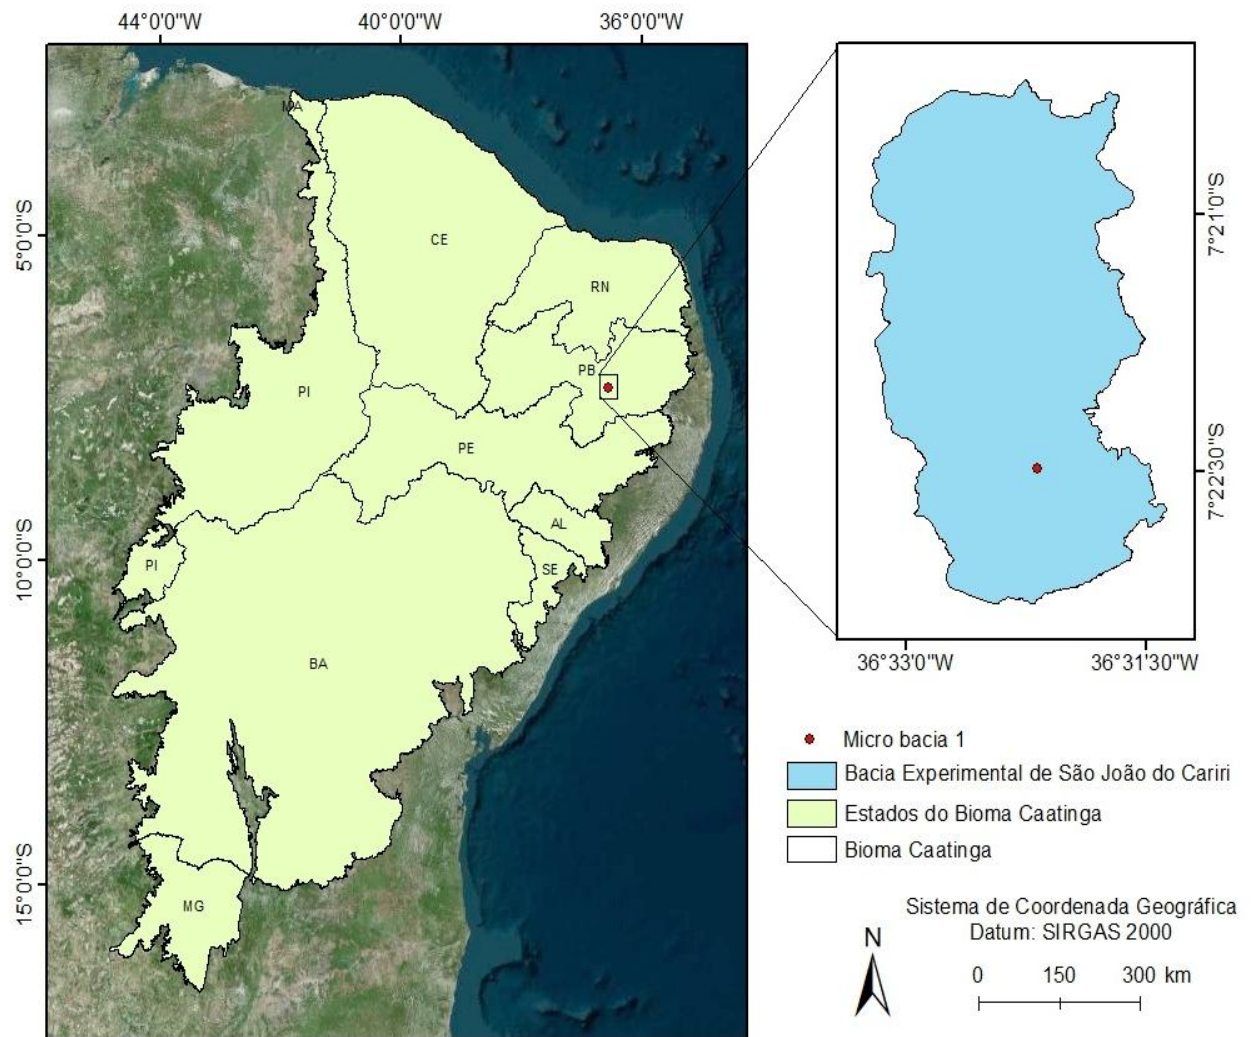 44°0'0"W 40°0'0"W 36°0'0"W
5°0'0"S
10°0'0"S
15°0'0"S
MA
CE
RN
PB
PI
PE
AL
PI
SE
BA
MG
7°21'0"S
7°22'30"S
36°33'0"W 36°31'30"W
Micro bacia 1
Bacia Experimental de São João do Cariri
Estados do Bioma Caatinga
Bioma Caatinga
Sistema de Coordenada Geográfica
Datum: SIRGAS 2000
N
0 150 300 km